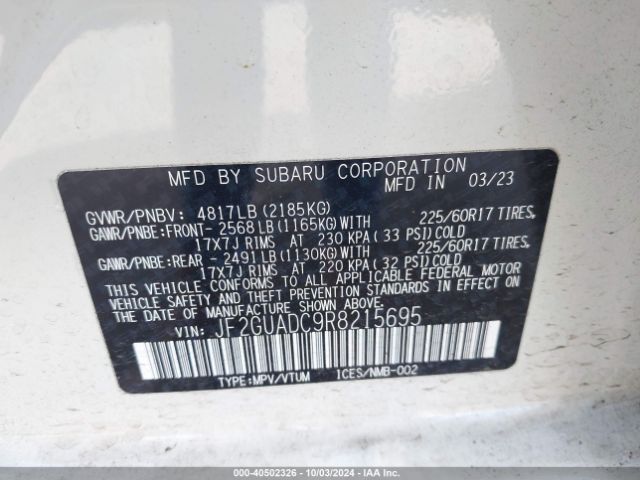 MFD BY SUBARU CORPORATION
MFD IN 03/23
GVWR/PNBV: 4817LB (2185KG)
GAWR/PNBE: FRONT- 2568LB (1165KG) WITH 225/60R17 TIRES,
17X7J RIMS AT 230 KPA ( 33 PSI) COLD
GAWR/PNBE: REAR - 2491LB (1130KG) WITH 225/60R17 TIRES,
17X7J RIMS AT 220 KPA (32 PSI) COLD
THIS VEHICLE CONFORMS TO ALL APPLICABLE FEDERAL MOTOR
VEHICLE SAFETY AND THEFT PREVENTION STANDARDS IN EFFECT ON
THE DATE OF MANUFACTURE SHOWN ABOVE.
VIN: JF2GUADC9R8215695
TYPE: MPV/VTUM ICES/NMB-002
000-40502326 - 10/03/2024 - IAA Inc.